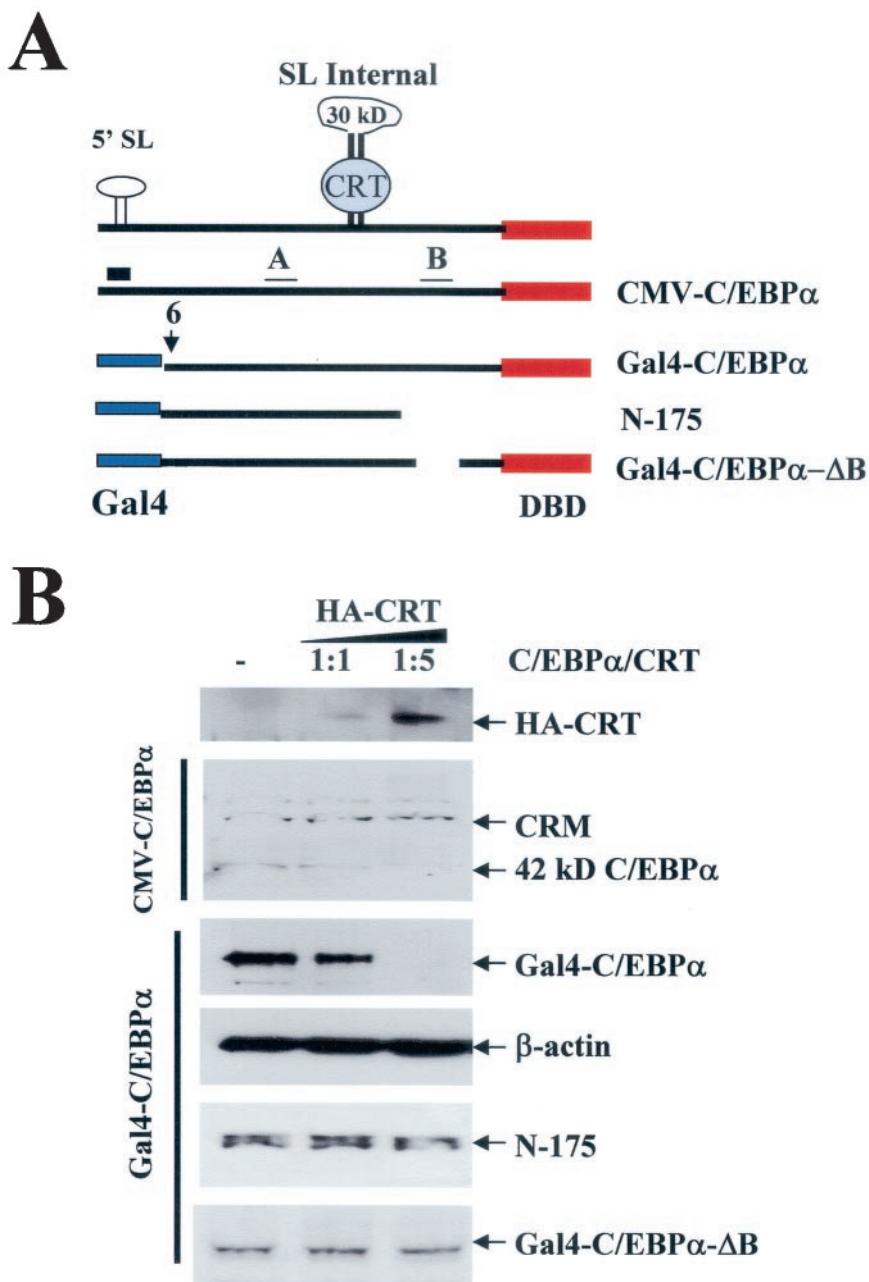 A
SL Internal
30 kD
5' SL
CRT
A
B
CMV-C/EBPα
6
Gal4-C/EBPα
N-175
Gal4-C/EBPα–ΔB
Gal4
DBD
B
HA-CRT
- 1:1 1:5 C/EBPα/CRT
HA-CRT
CMV-C/EBPα
CRM
42 kD C/EBPα
Gal4-C/EBPα
Gal4-C/EBPα
β-actin
N-175
Gal4-C/EBPα-ΔB